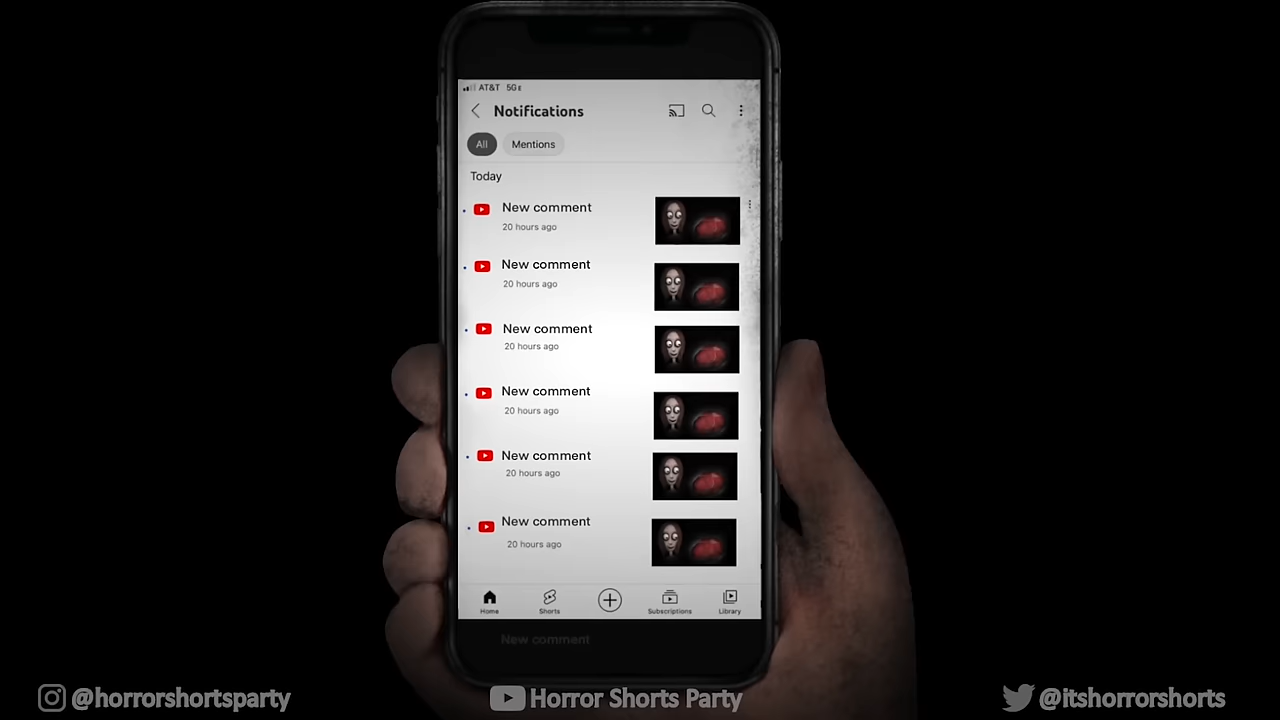 AT&T 5GE
Notifications
All Mentions
Today
New comment
20 hours ago
New comment
20 hours ago
New comment
20 hours ago
New comment
20 hours ago
New comment
20 hours ago
New comment
20 hours ago
Home Shorts Subscriptions Library
New comment
@horrorshortsparty Horror Shorts Party @itshorrorshorts